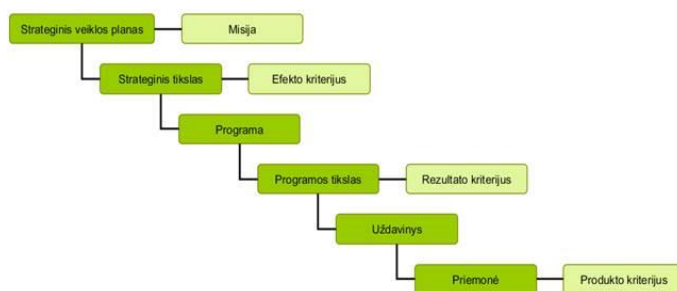 Strateginis veiklos planas
Misija
Strateginis tikslas
Efekto kriterijus
Programa
Programos tikslas
Rezultato kriterijus
Uždavinys
Priemonė
Produkto kriterijus